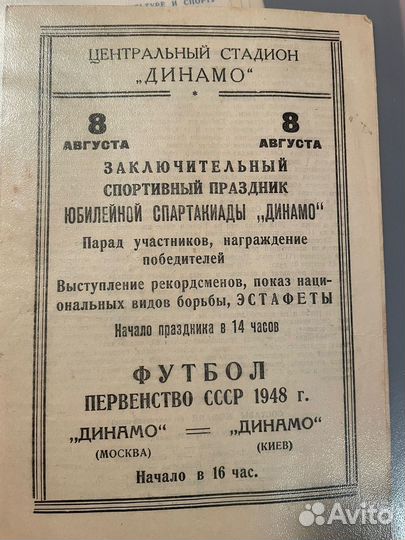 ЦЕНТРАЛЬНЫЙ СТАДИОН
„ДИНАМО“
*
8 8
АВГУСТА АВГУСТА
ЗАКЛЮЧИТЕЛЬНЫЙ
СПОРТИВНЫЙ ПРАЗДНИК
ЮБИЛЕЙНОЙ СПАРТАКИАДЫ „ДИНАМО“
Парад участников, награждение
победителей
Выступление рекордсменов, показ наци-
ональных видов борьбы, ЭСТАФЕТЫ
Начало праздника в 14 часов
ФУТБОЛ
ПЕРВЕНСТВО СССР 1948 г.
„ДИНАМО“ = „ДИНАМО“
(МОСКВА) (КИЕВ)
Начало в 16 час.
Avito